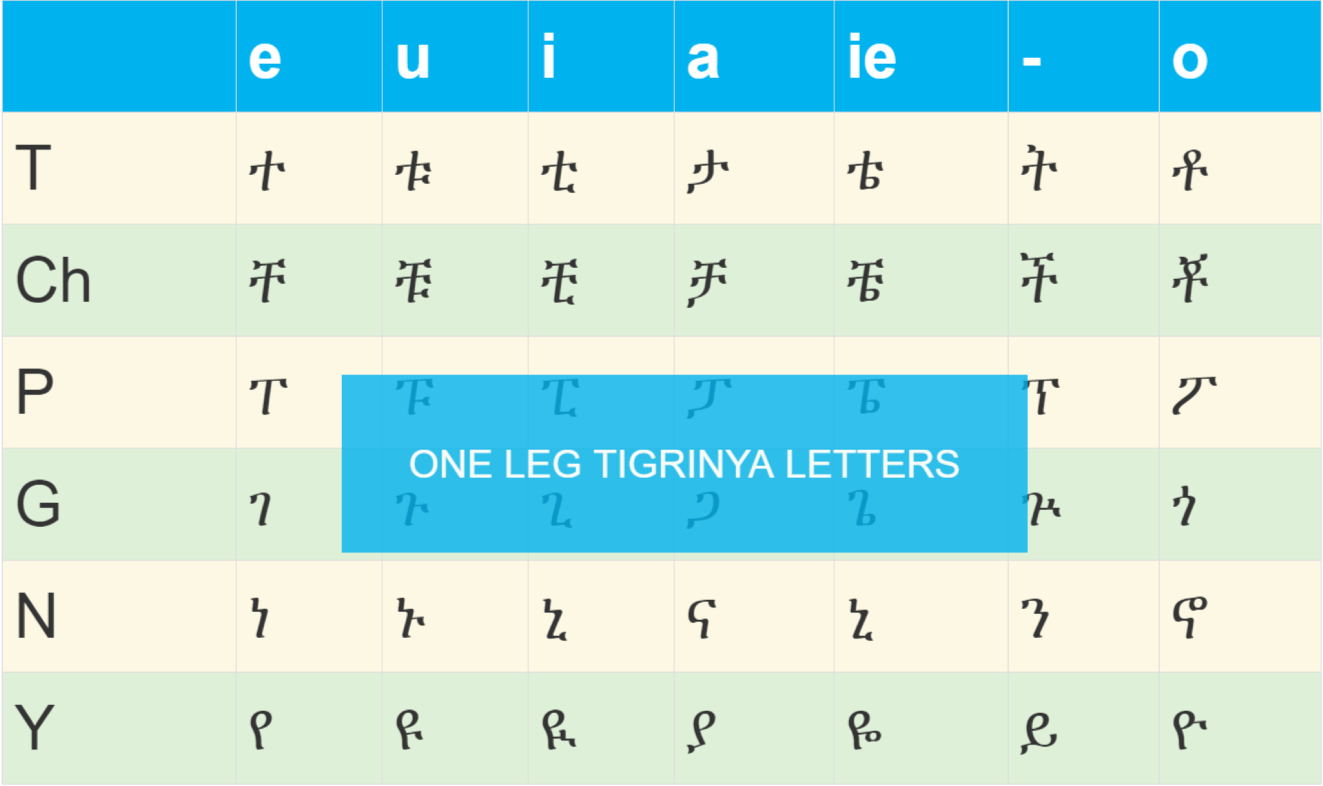 e u i a ie - o
T ተ ቱ ቲ ታ ቴ ት ቶ
Ch ቸ ቹ ቺ ቻ ቼ ች ቾ
P ፐ ፑ ፒ ፓ ፔ ፕ ፖ
ONE LEG TIGRINYA LETTERS
G ገ ጉ ጊ ጋ ጌ ጕ ጎ
N ነ ኑ ኒ ና ኒ ን ኖ
Y የ ዩ ዪ ያ ዬ ይ ዮ